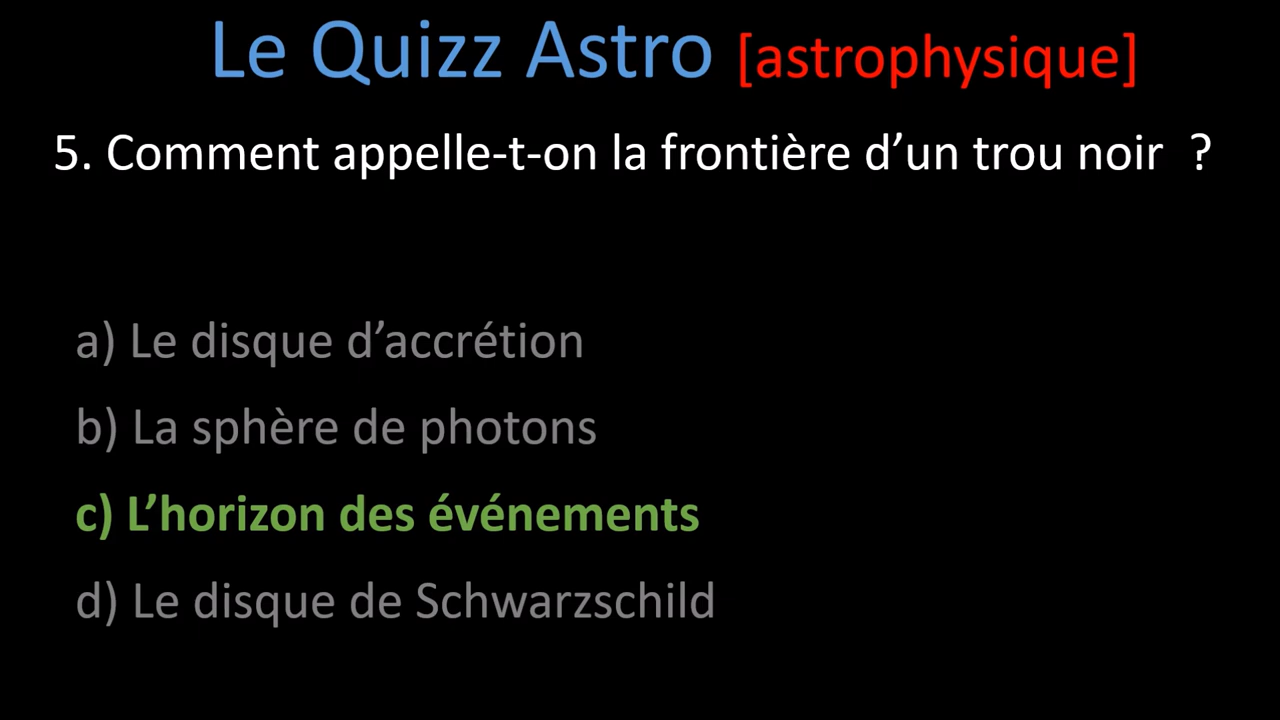 Le Quizz Astro [astrophysique]
5. Comment appelle-t-on la frontière d’un trou noir ?
a) Le disque d’accrétion
b) La sphère de photons
c) L’horizon des événements
d) Le disque de Schwarzschild